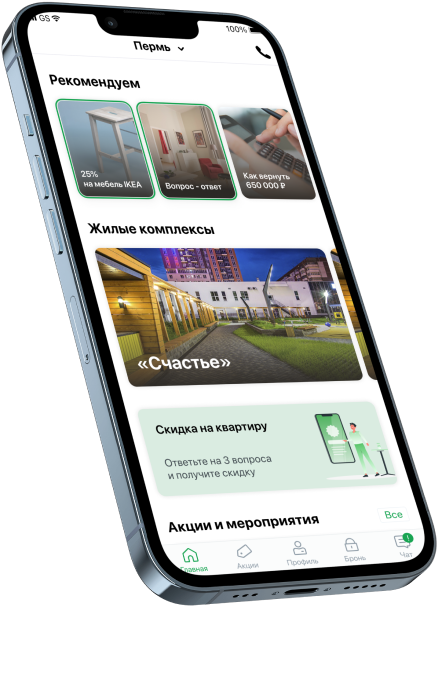 GS
100%
Пермь
Рекомендуем
25%
на мебель IKEA
Вопрос - ответ
Как вернуть
650 000 ₽
Жилые комплексы
«Счастье»
Скидка на квартиру
Ответьте на 3 вопроса
и получите скидку
Акции и мероприятия
Все
Главная
Акции
Профиль
Бронь
Чат
1